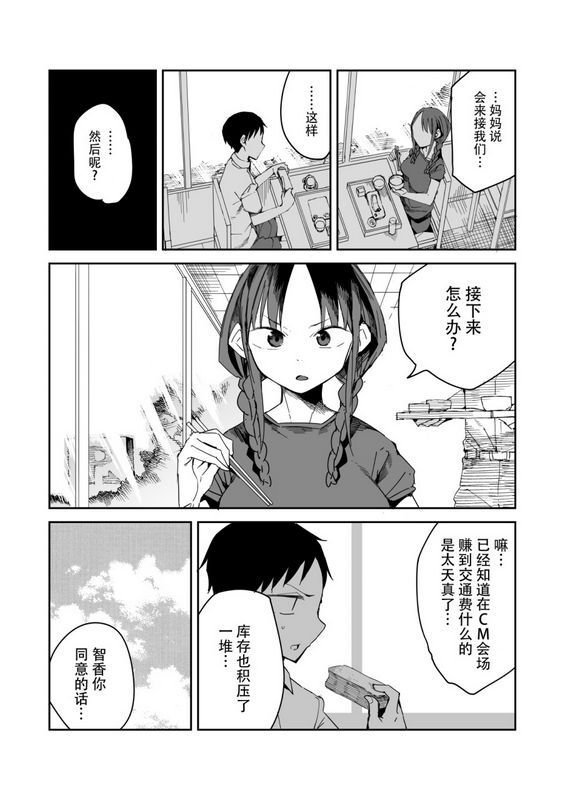 …妈妈说
会来接我们…
……这样
……
然后呢？
接下来
怎么办？
嘛…
已经知道在CM会场
赚到交通费什么的
是太天真了…
库存也积压了
一堆…
智香你
同意的话…